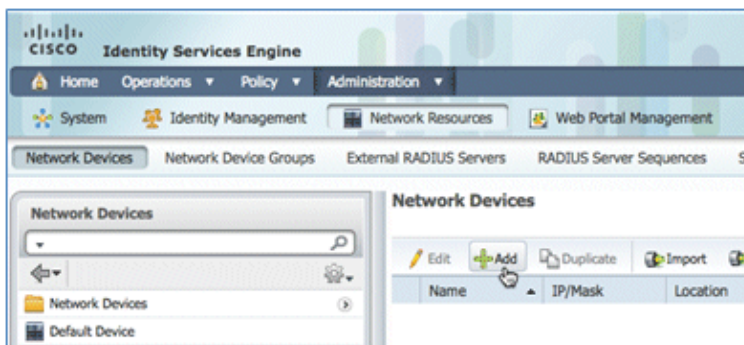 CISCO Identity Services Engine
Home Operations Policy Administration
System Identity Management Network Resources Web Portal Management
Network Devices Network Device Groups External RADIUS Servers RADIUS Server Sequences S
Network Devices
Network Devices
Edit Add Duplicate Import
Name IP/Mask Location
Network Devices
Default Device